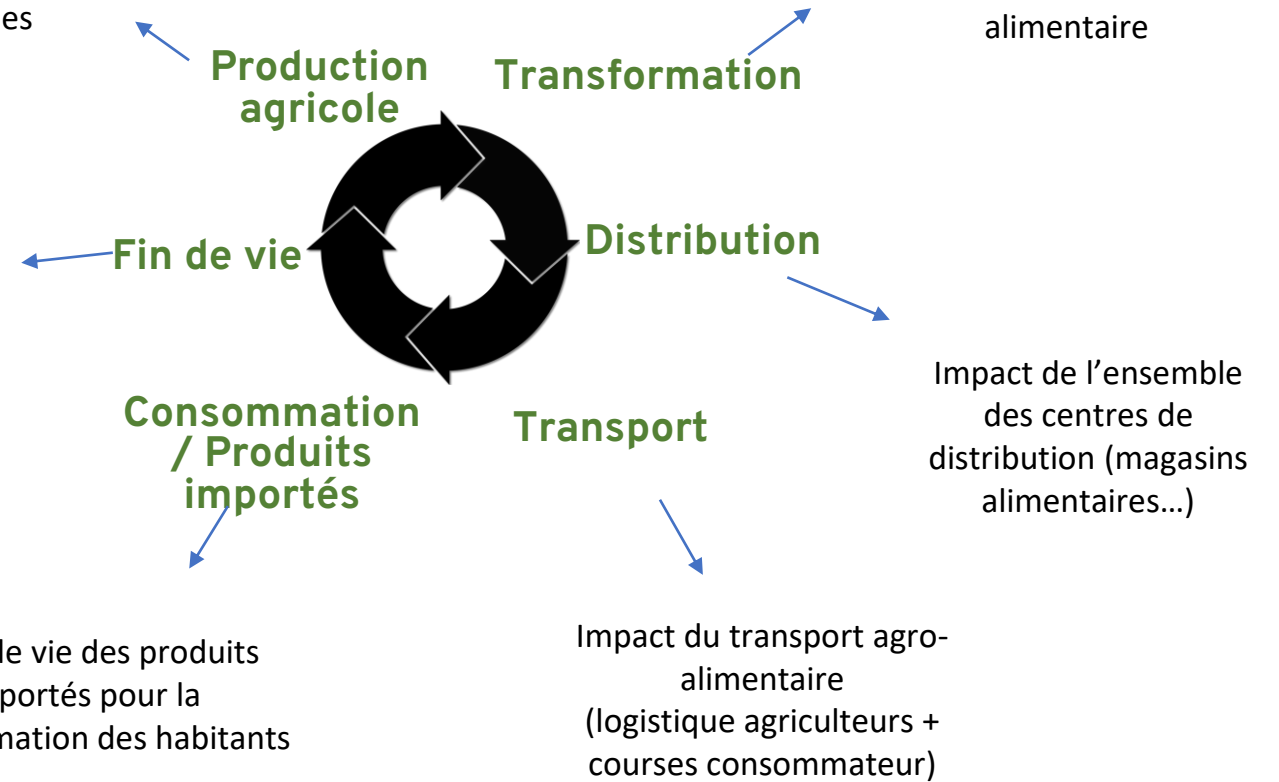 es
alimentaire
Production
agricole
Transformation
Fin de vie
Distribution
Impact de l’ensemble
des centres de
distribution (magasins
alimentaires…)
Consommation
/ Produits
importés
Transport
le vie des produits
portés pour la
mation des habitants
Impact du transport agro-
alimentaire
(logistique agriculteurs +
courses consommateur)